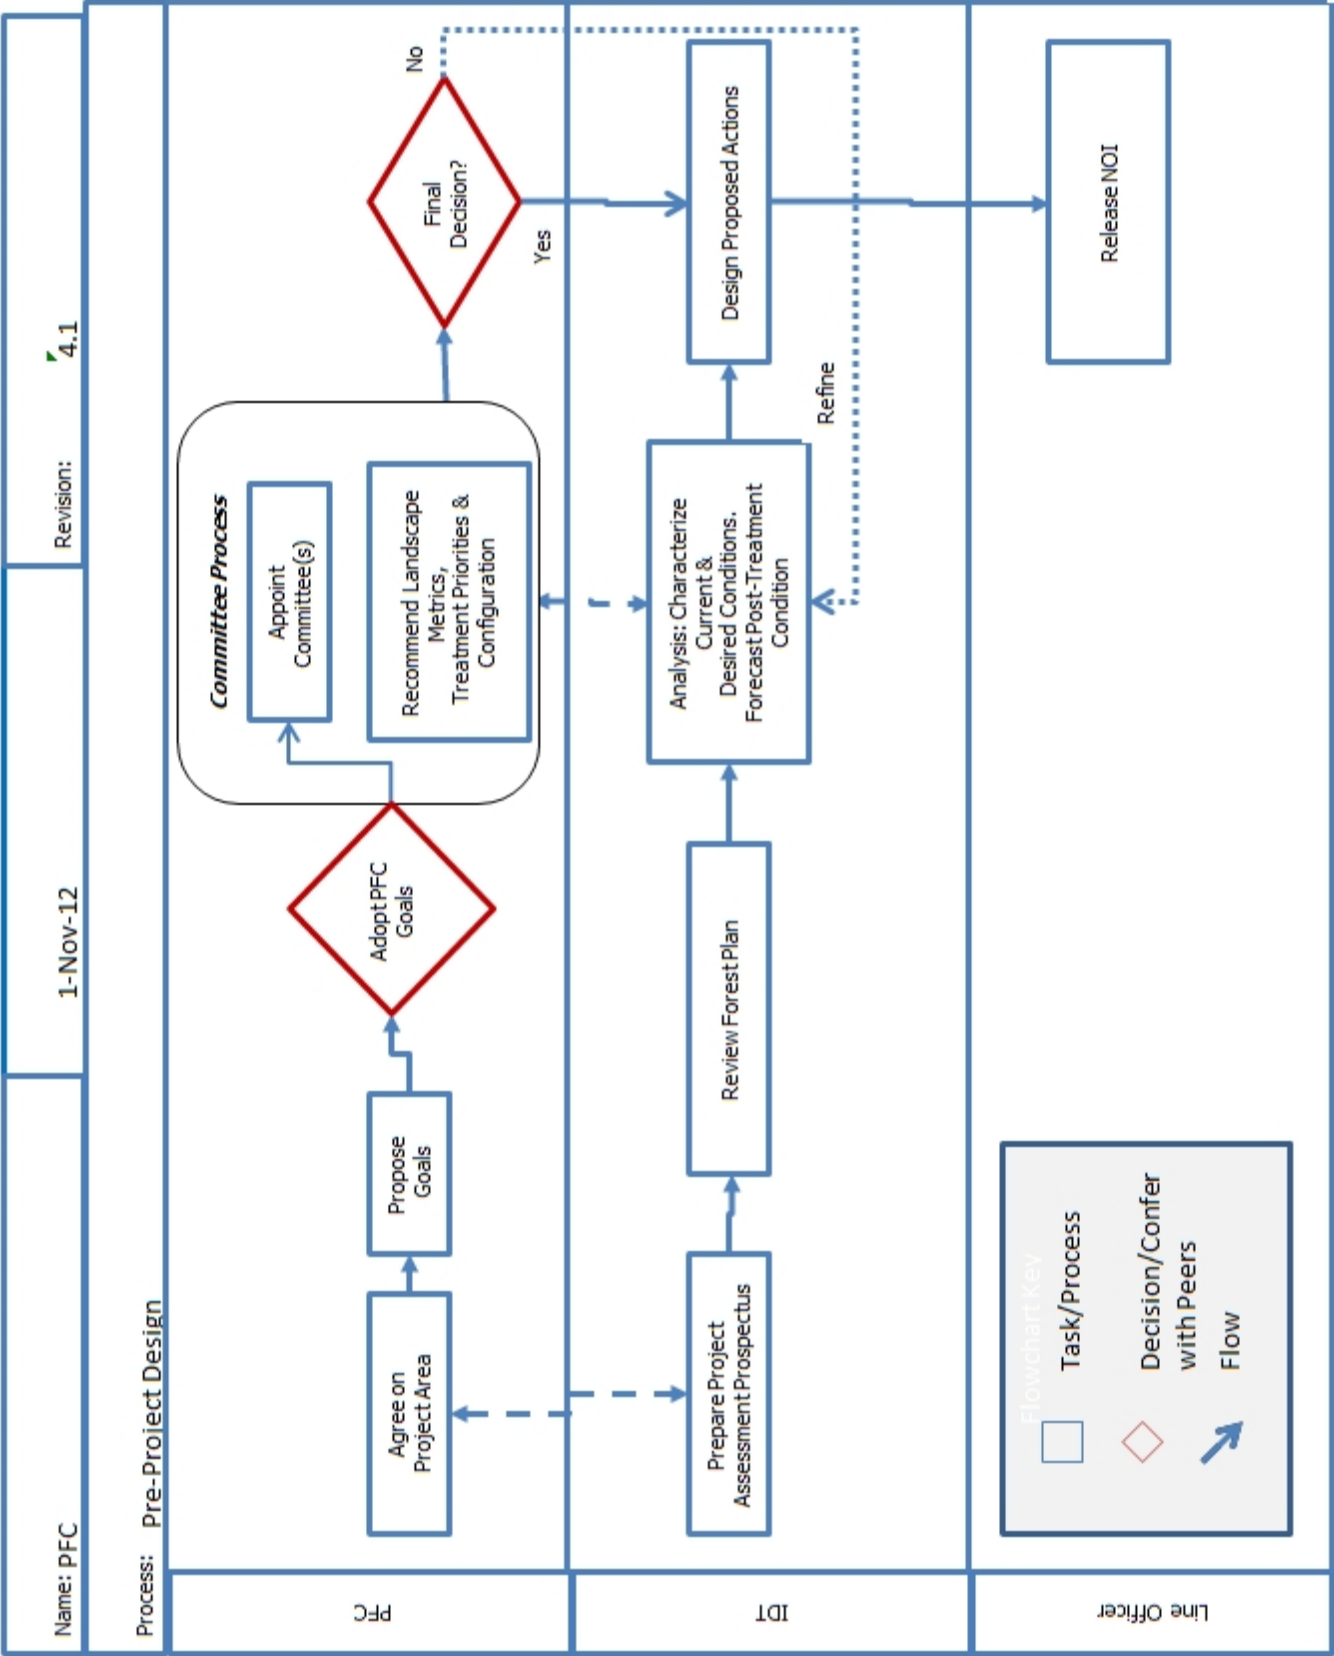 Name: PFC
1-Nov-12
Revision:
4.1
Process:
Pre-Project Design
PFC
Agree on
Project Area
Propose
Goals
Adopt PFC
Goals
Committee Process
Appoint
Committee(s)
Recommend Landscape
Metrics,
Treatment Priorities &
Configuration
Final
Decision?
No
Yes
IDT
Prepare Project
Assessment Prospectus
Review Forest Plan
Analysis: Characterize
Current &
Desired Conditions.
Forecast Post-Treatment
Condition
Refine
Design Proposed Actions
Line Officer
Flowchart Key
Task/Process
Decision/Confer
with Peers
Flow
Release NOI